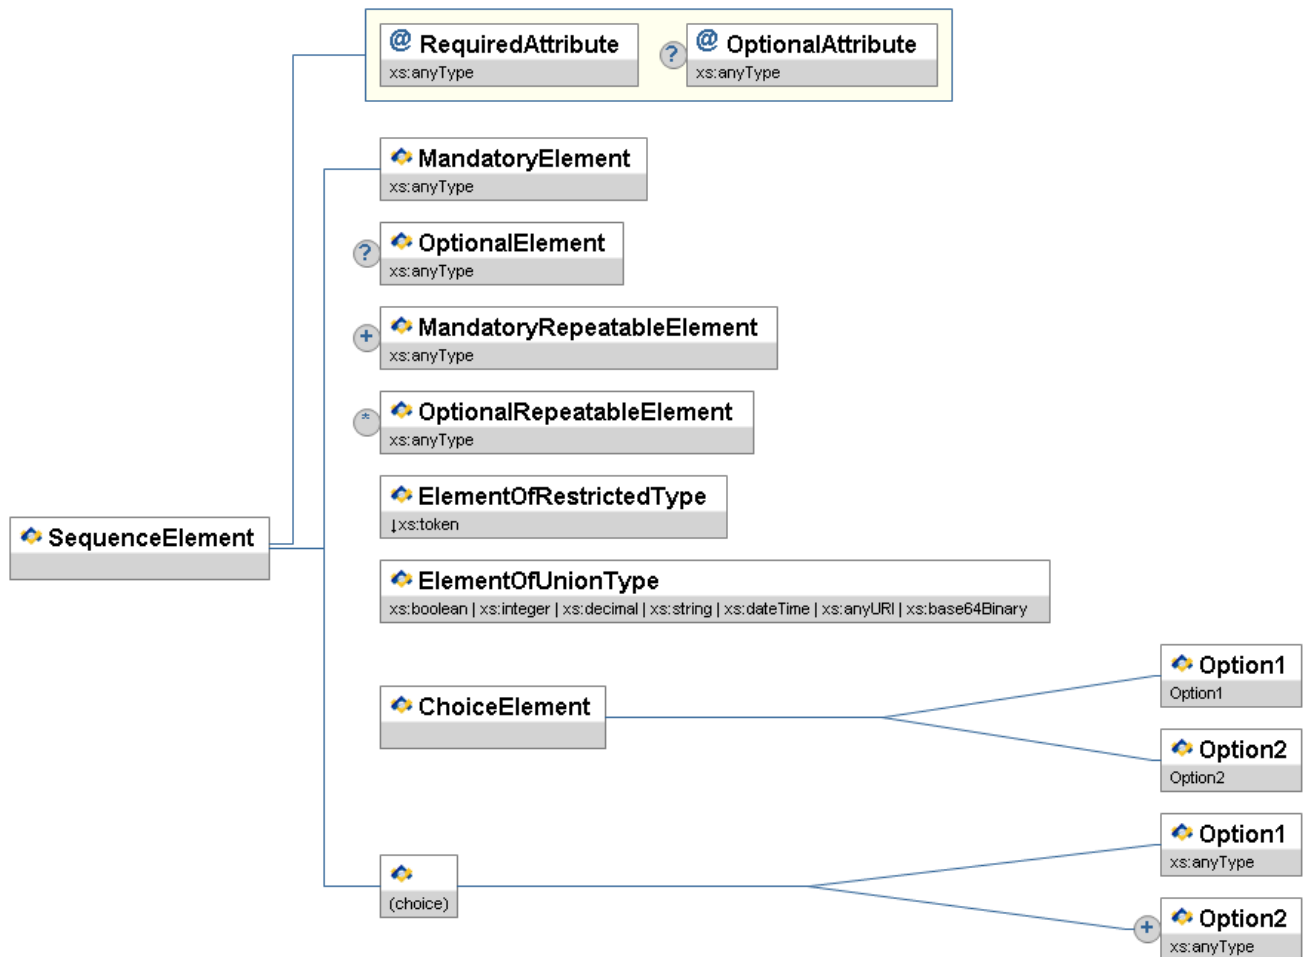 @ RequiredAttribute
xs:anyType
? @ OptionalAttribute
xs:anyType
MandatoryElement
xs:anyType
? OptionalElement
xs:anyType
+ MandatoryRepeatableElement
xs:anyType
* OptionalRepeatableElement
xs:anyType
ElementOfRestrictedType
↓xs:token
SequenceElement
ElementOfUnionType
xs:boolean | xs:integer | xs:decimal | xs:string | xs:dateTime | xs:anyURI | xs:base64Binary
ChoiceElement
Option1
Option1
Option2
Option2
(choice)
Option1
xs:anyType
+ Option2
xs:anyType